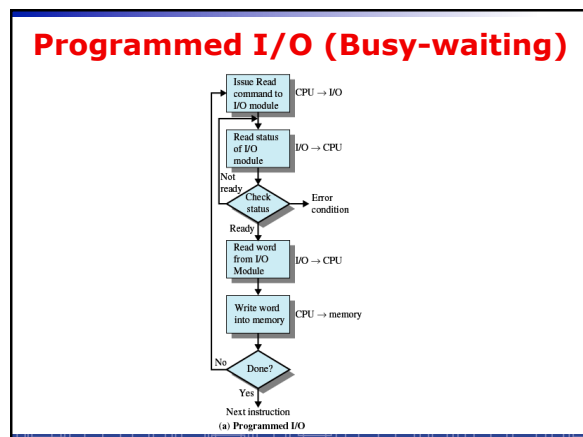 Programmed I/O (Busy-waiting)
Issue Read
command to
I/O module
CPU → I/O
Read status
of I/O
module
I/O → CPU
Not
ready
Check
status
Error
condition
Ready
Read word
from I/O
Module
I/O → CPU
Write word
into memory
CPU → memory
No
Done?
Yes
Next instruction
(a) Programmed I/O